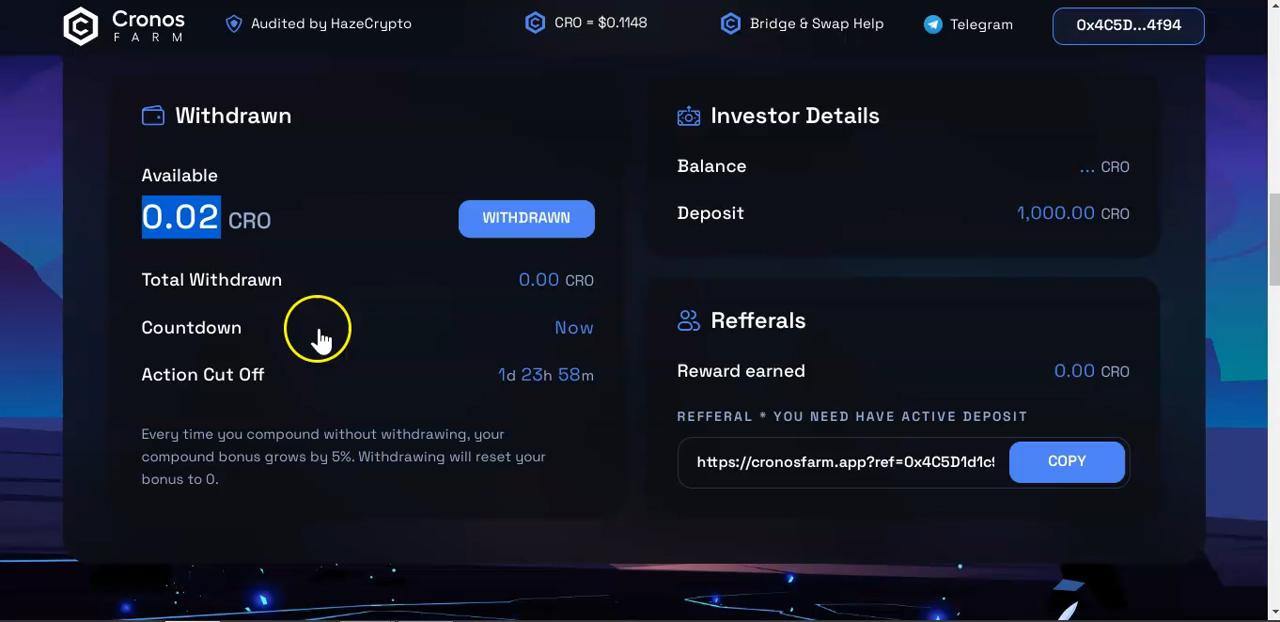 Cronos
FARM
Audited by HazeCrypto
CRO = $0.1148
Bridge & Swap Help
Telegram
0x4C5D...4f94
Withdrawn
Available
0.02 CRO
WITHDRAWN
Total Withdrawn 0.00 CRO
Countdown Now
Action Cut Off 1d 23h 58m
Every time you compound without withdrawing, your
compound bonus grows by 5%. Withdrawing will reset your
bonus to 0.
Investor Details
Balance ... CRO
Deposit 1,000.00 CRO
Refferals
Reward earned 0.00 CRO
REFFERAL * YOU NEED HAVE ACTIVE DEPOSIT
https://cronosfarm.app?ref=0x4C5D1d1c
COPY